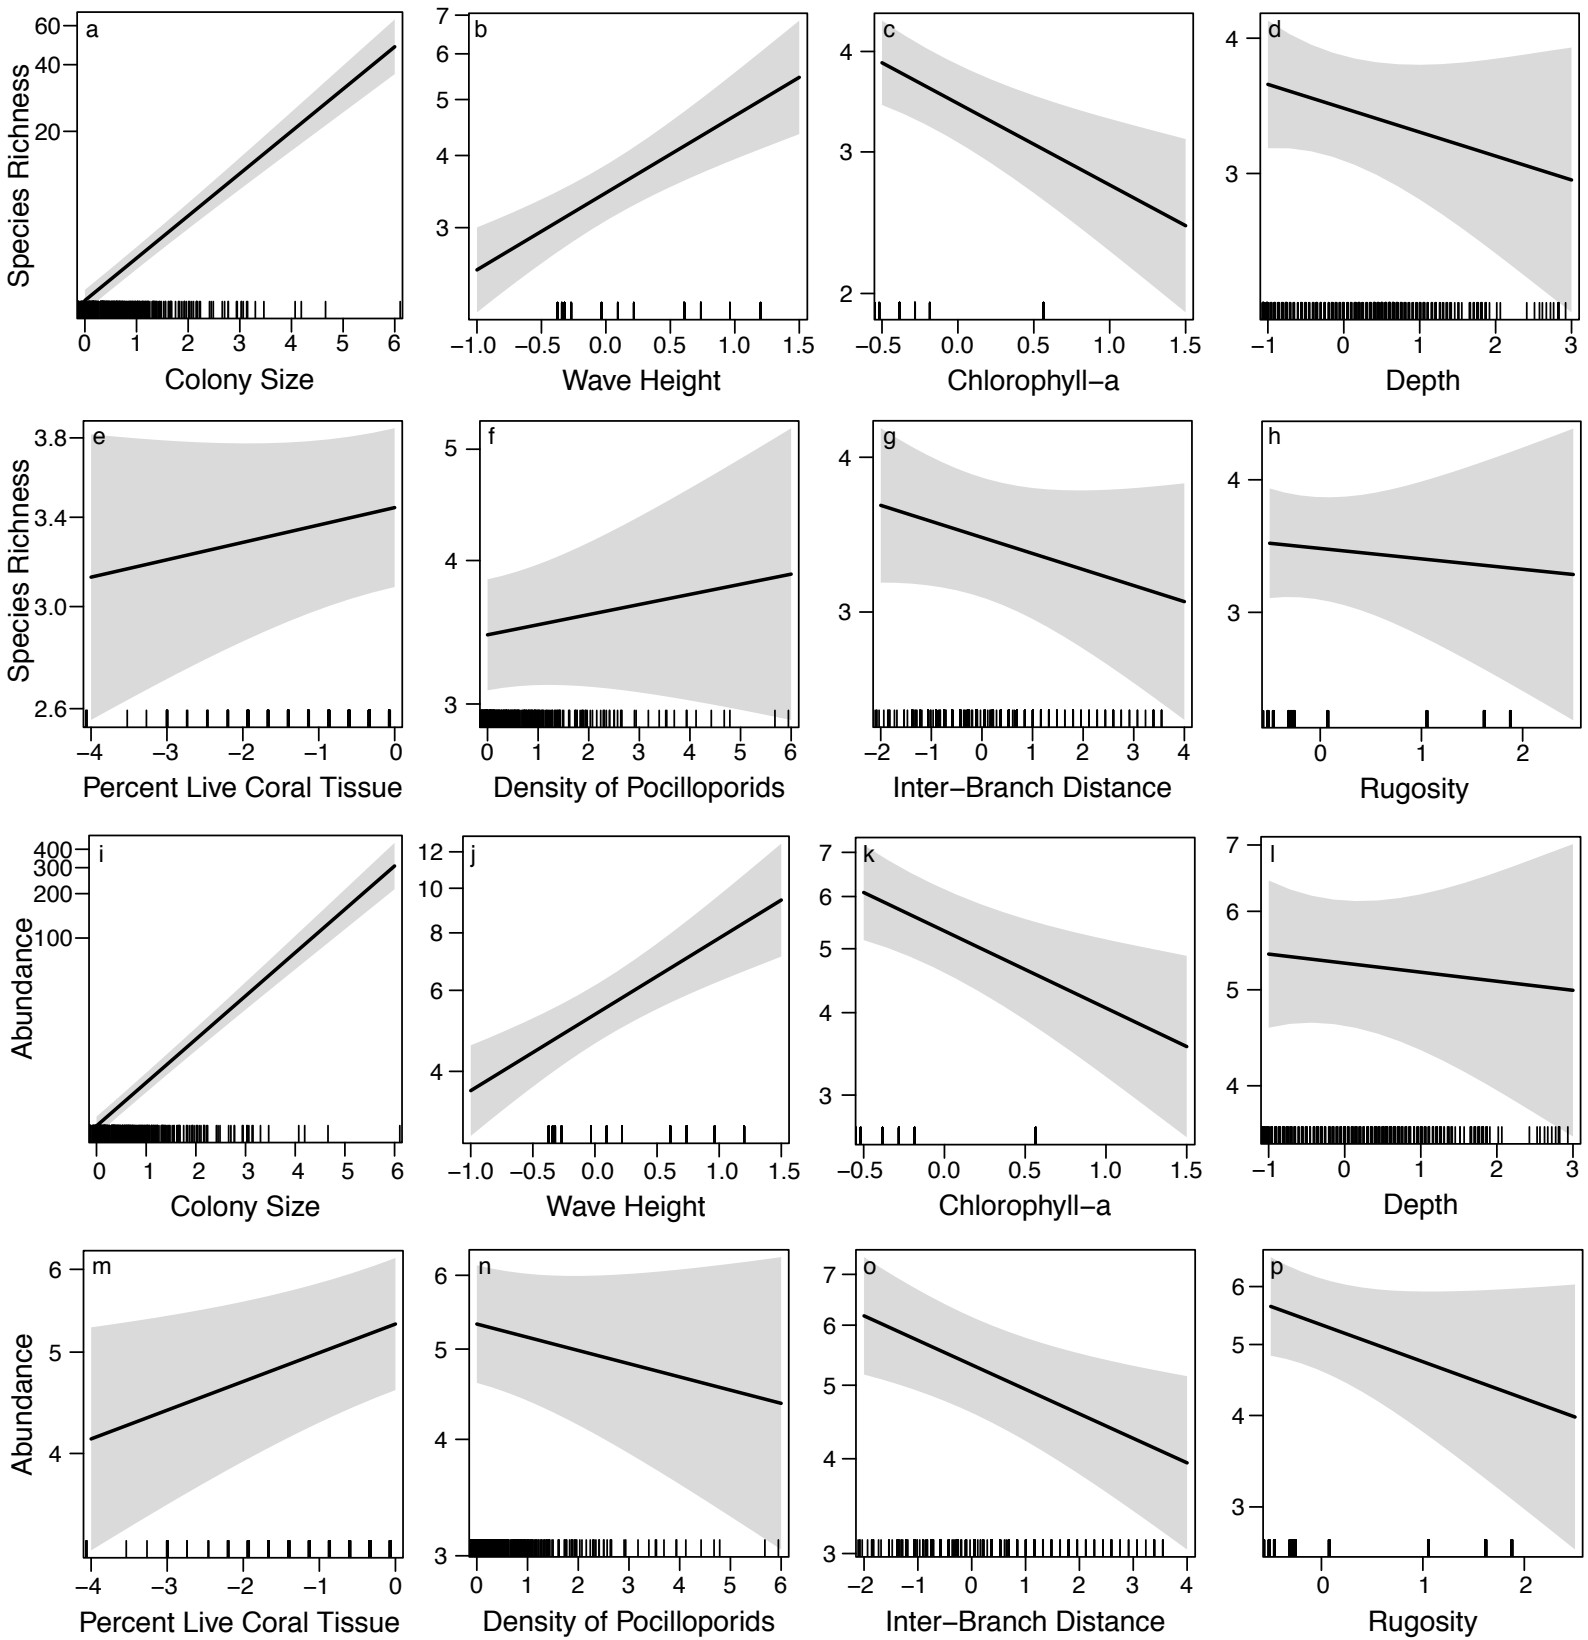 a b c d
60 40 20
7 6 5 4 3
4 3 2
4 3
Species Richness
0 1 2 3 4 5 6
−1.0 −0.5 0.0 0.5 1.0 1.5
−0.5 0.0 0.5 1.0 1.5
−1 0 1 2 3
Colony Size Wave Height Chlorophyll−a Depth
e f g h
3.8 3.4 3.0 2.6
5 4 3
4 3
4 3
Species Richness
−4 −3 −2 −1 0
0 1 2 3 4 5 6
−2 −1 0 1 2 3 4
0 1 2
Percent Live Coral Tissue Density of Pocilloporids Inter−Branch Distance Rugosity
i j k l
400 300 200 100
12 10 8 6 4
7 6 5 4 3
7 6 5 4
Abundance
0 1 2 3 4 5 6
−1.0 −0.5 0.0 0.5 1.0 1.5
−0.5 0.0 0.5 1.0 1.5
−1 0 1 2 3
Colony Size Wave Height Chlorophyll−a Depth
m n o p
6 5 4
6 5 4 3
7 6 5 4 3
6 5 4 3
Abundance
−4 −3 −2 −1 0
0 1 2 3 4 5 6
−2 −1 0 1 2 3 4
0 1 2
Percent Live Coral Tissue Density of Pocilloporids Inter−Branch Distance Rugosity